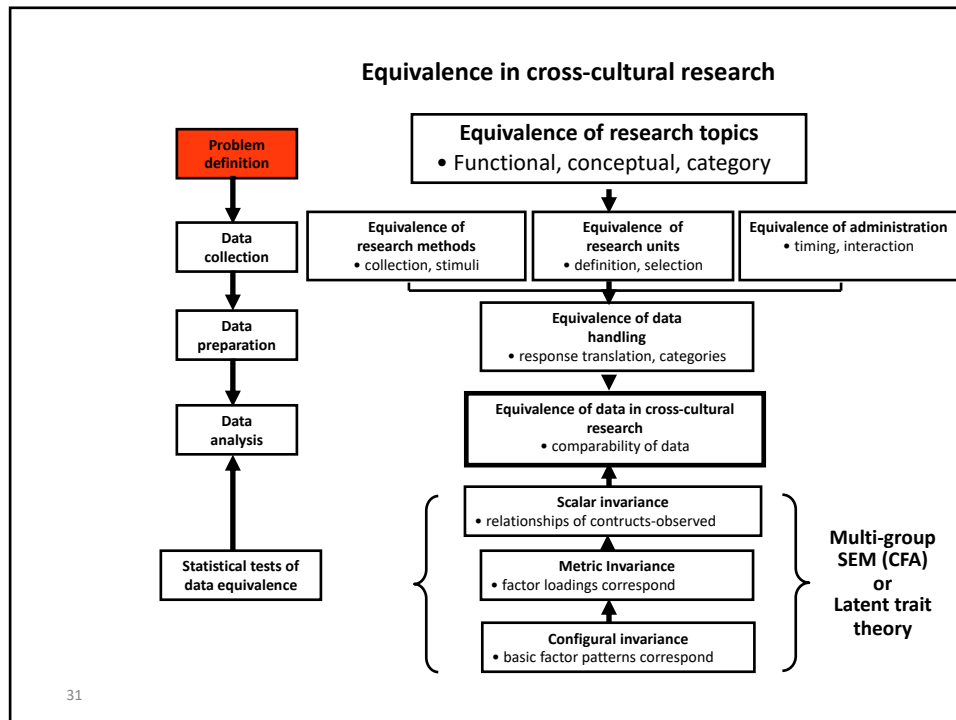 Equivalence in cross-cultural research
Problem
definition
Equivalence of research topics
• Functional, conceptual, category
Data
collection
Equivalence of
research methods
• collection, stimuli
Equivalence of
research units
• definition, selection
Equivalence of administration
• timing, interaction
Data
preparation
Equivalence of data
handling
• response translation, categories
Data
analysis
Equivalence of data in cross-cultural
research
• comparability of data
Statistical tests of
data equivalence
Scalar invariance
• relationships of contructs-observed
Metric Invariance
• factor loadings correspond
Configural invariance
• basic factor patterns correspond
Multi-group
SEM (CFA)
or
Latent trait
theory
31